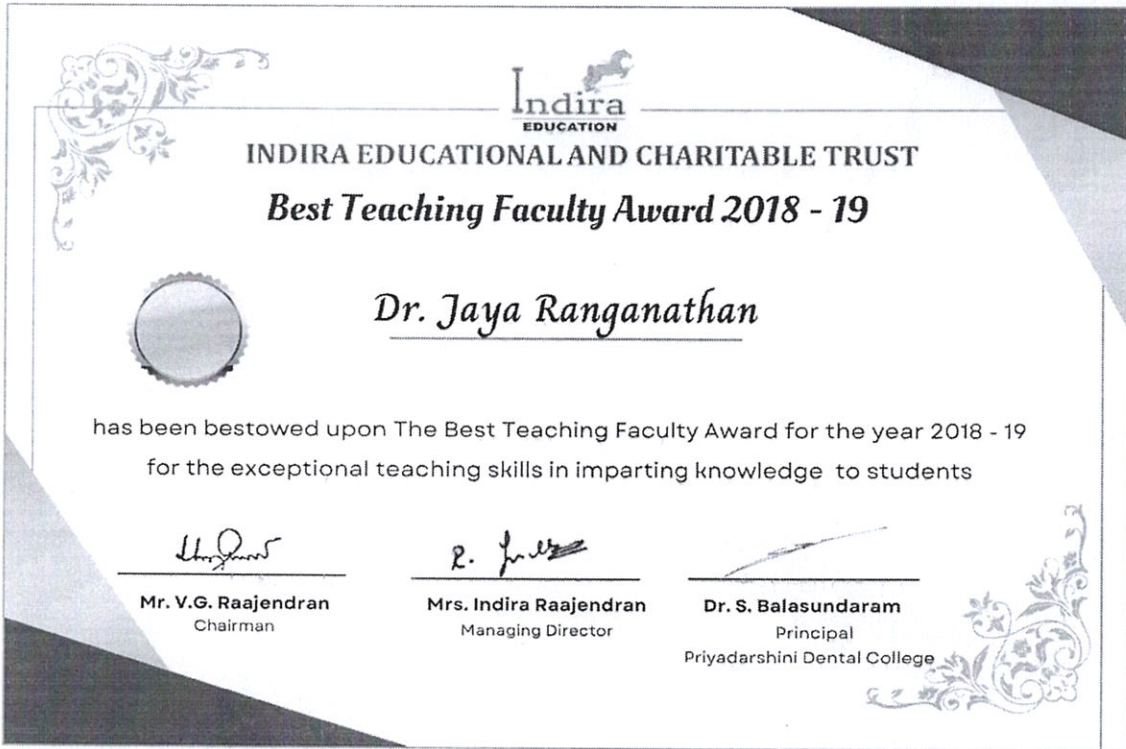 Indira
EDUCATION
INDIRA EDUCATIONAL AND CHARITABLE TRUST
Best Teaching Faculty Award 2018 - 19
Dr. Jaya Ranganathan
has been bestowed upon The Best Teaching Faculty Award for the year 2018 - 19
for the exceptional teaching skills in imparting knowledge to students
Mr. V.G. Raajendran
Chairman
Mrs. Indira Raajendran
Managing Director
Dr. S. Balasundaram
Principal
Priyadarshini Dental College